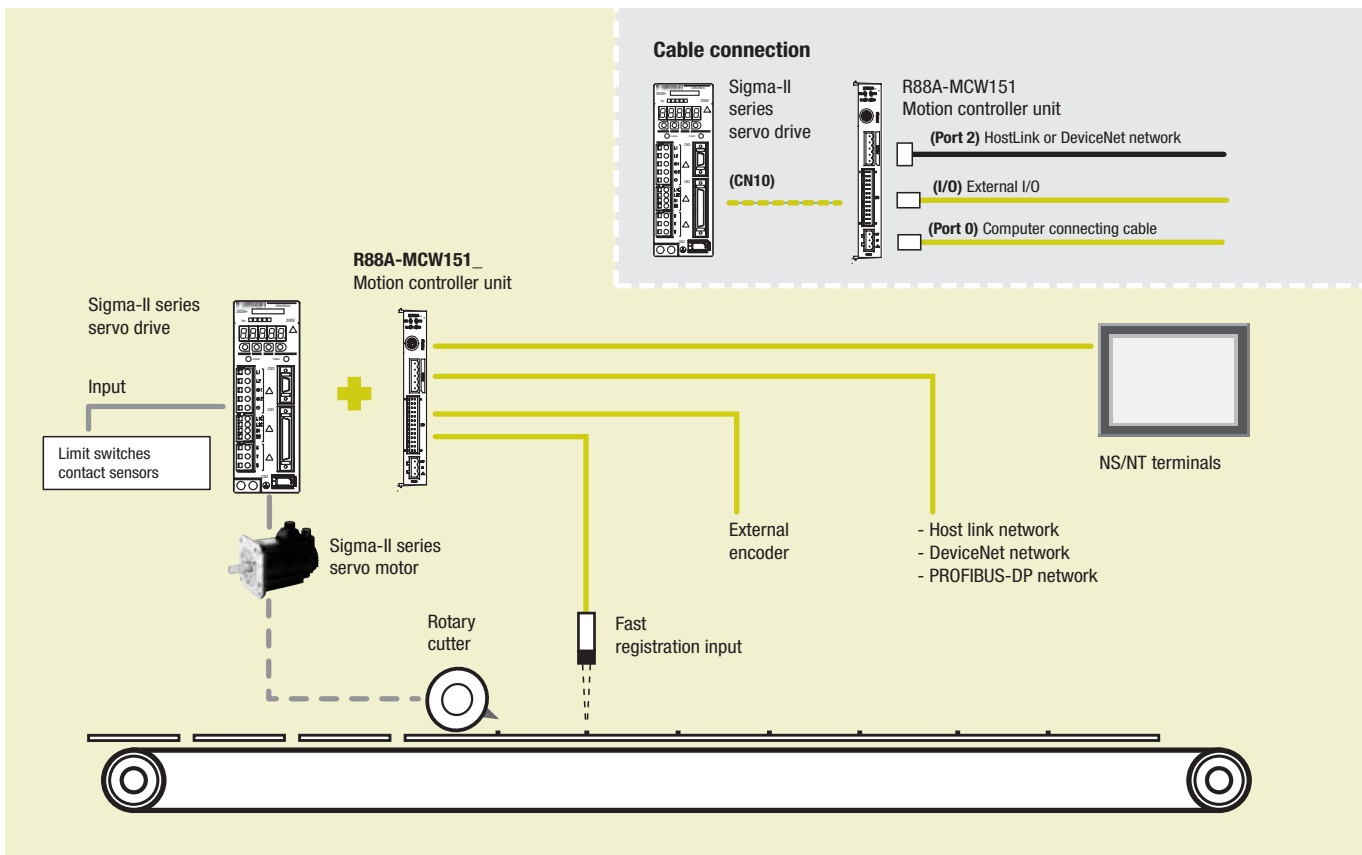 Cable connection
Sigma-II
series
servo drive
R88A-MCW151
Motion controller unit
(Port 2) HostLink or DeviceNet network
(CN10)
(I/O) External I/O
(Port 0) Computer connecting cable
R88A-MCW151_
Motion controller unit
Sigma-II series
servo drive
Input
Limit switches
contact sensors
NS/NT terminals
Sigma-II series
servo motor
External
encoder
- Host link network
- DeviceNet network
- PROFIBUS-DP network
Rotary
cutter
Fast
registration input